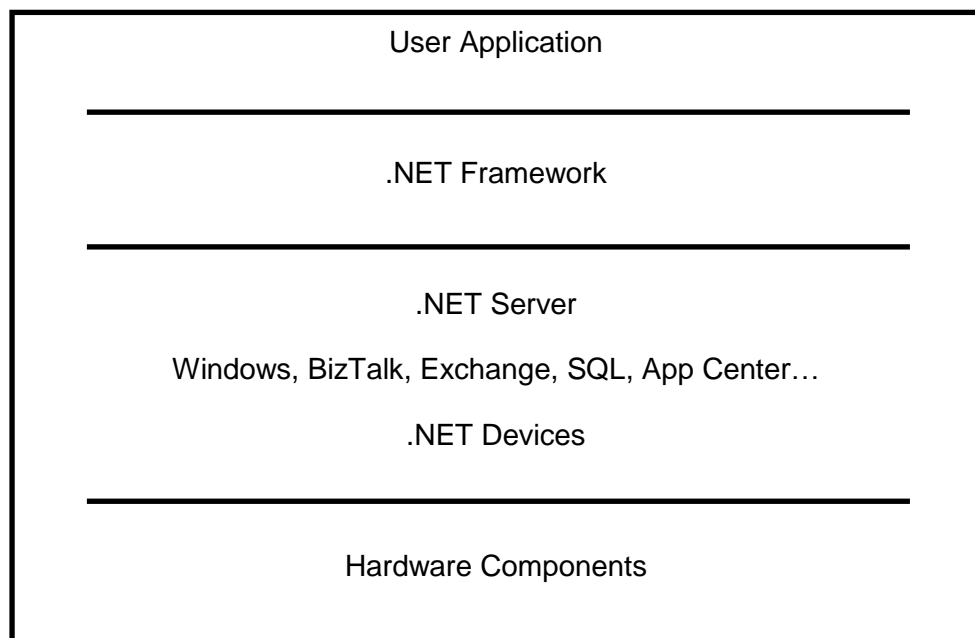 User Application
.NET Framework
.NET Server
Windows, BizTalk, Exchange, SQL, App Center…
.NET Devices
Hardware Components